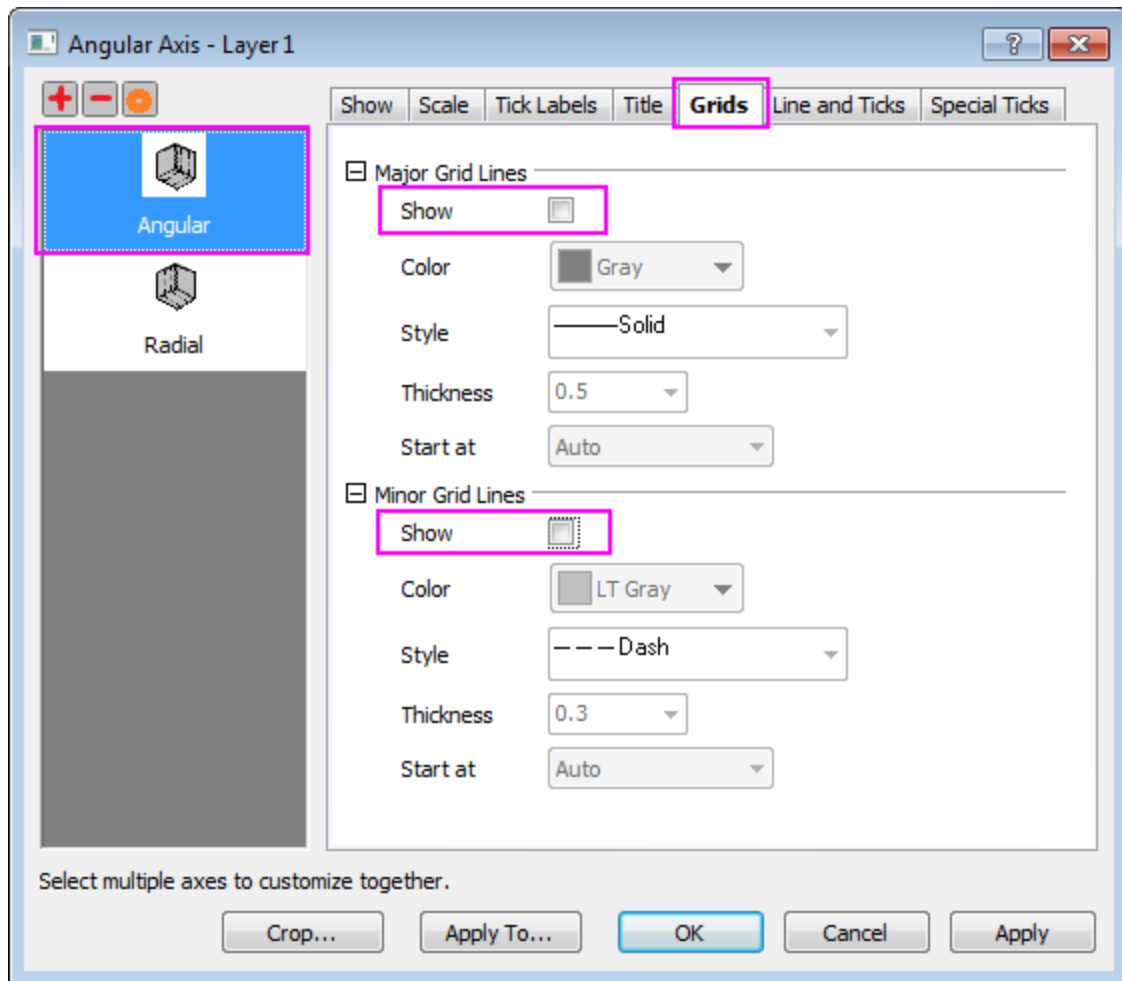 Angular Axis - Layer 1
Show Scale Tick Labels Title Grids Line and Ticks Special Ticks
Angular
Radial
Major Grid Lines
Show
Color Gray
Style Solid
Thickness 0.5
Start at Auto
Minor Grid Lines
Show
Color LT Gray
Style Dash
Thickness 0.3
Start at Auto
Select multiple axes to customize together.
Crop... Apply To... OK Cancel Apply